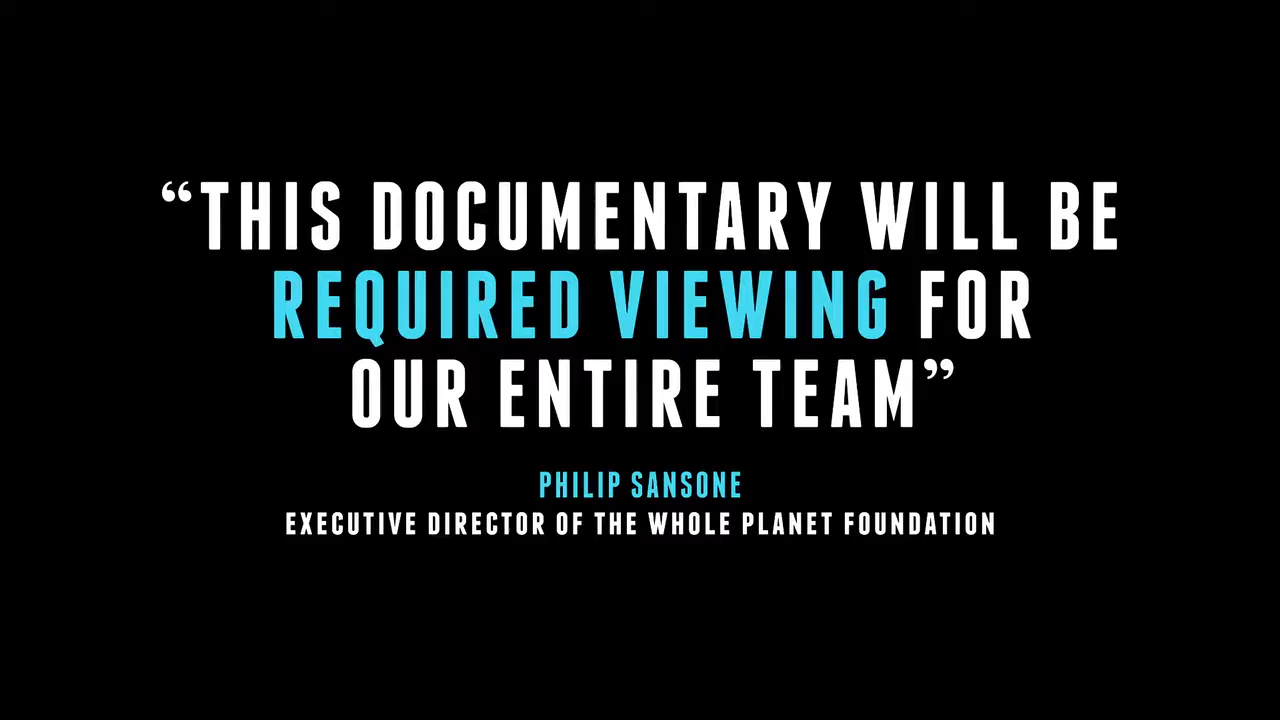 “THIS DOCUMENTARY WILL BE
REQUIRED VIEWING FOR
OUR ENTIRE TEAM”
PHILIP SANSONE
EXECUTIVE DIRECTOR OF THE WHOLE PLANET FOUNDATION